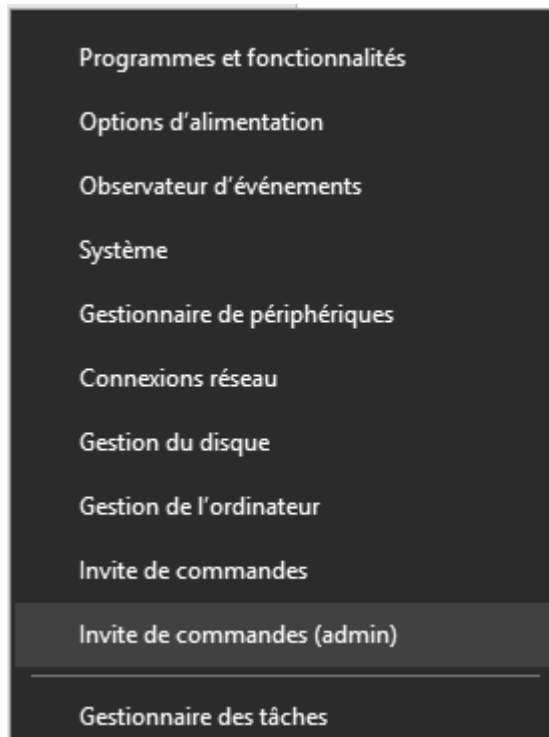 Programmes et fonctionnalités
Options d'alimentation
Observateur d'événements
Système
Gestionnaire de périphériques
Connexions réseau
Gestion du disque
Gestion de l'ordinateur
Invite de commandes
Invite de commandes (admin)
Gestionnaire des tâches